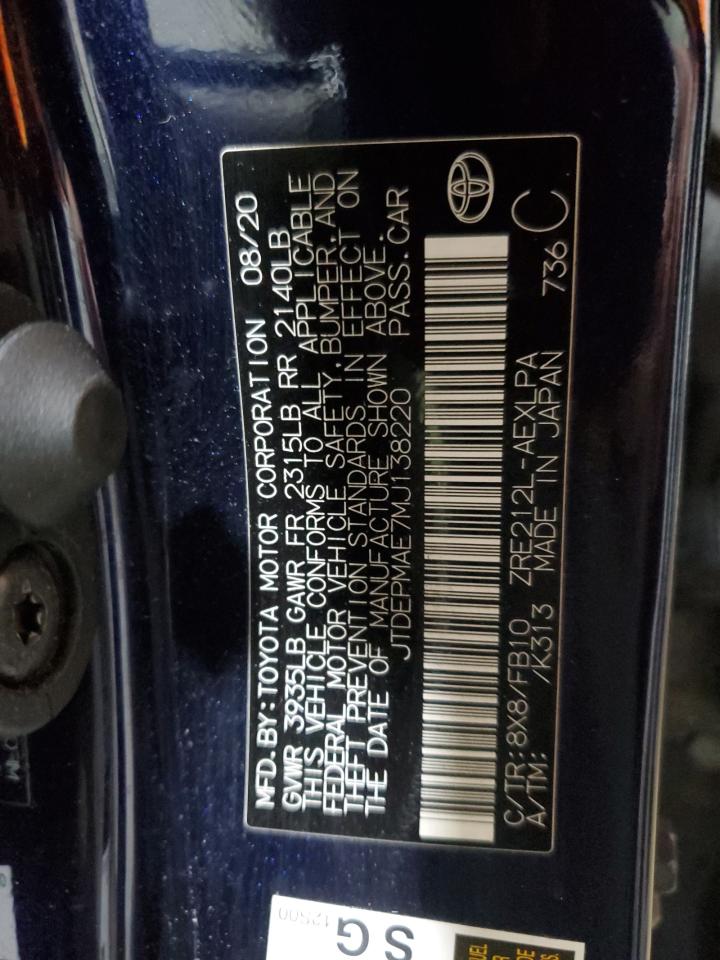 MFD.BY:TOYOTA MOTOR CORPORATION 08/20
GVWR 3935LB GAWR FR 2315LB RR 2140LB
THIS VEHICLE CONFORMS TO ALL APPLICABLE
FEDERAL MOTOR VEHICLE SAFETY,BUMPER,AND
THEFT PREVENTION STANDARDS IN EFFECT ON
THE DATE OF MANUFACTURE SHOWN ABOVE.
JTDEPMAE7MJ138220 PASS.CAR
C/TR:8X8/FB10 ZRE212L-AEXLPA 736 C
A/TM: /K313 MADE IN JAPAN
12500
SG